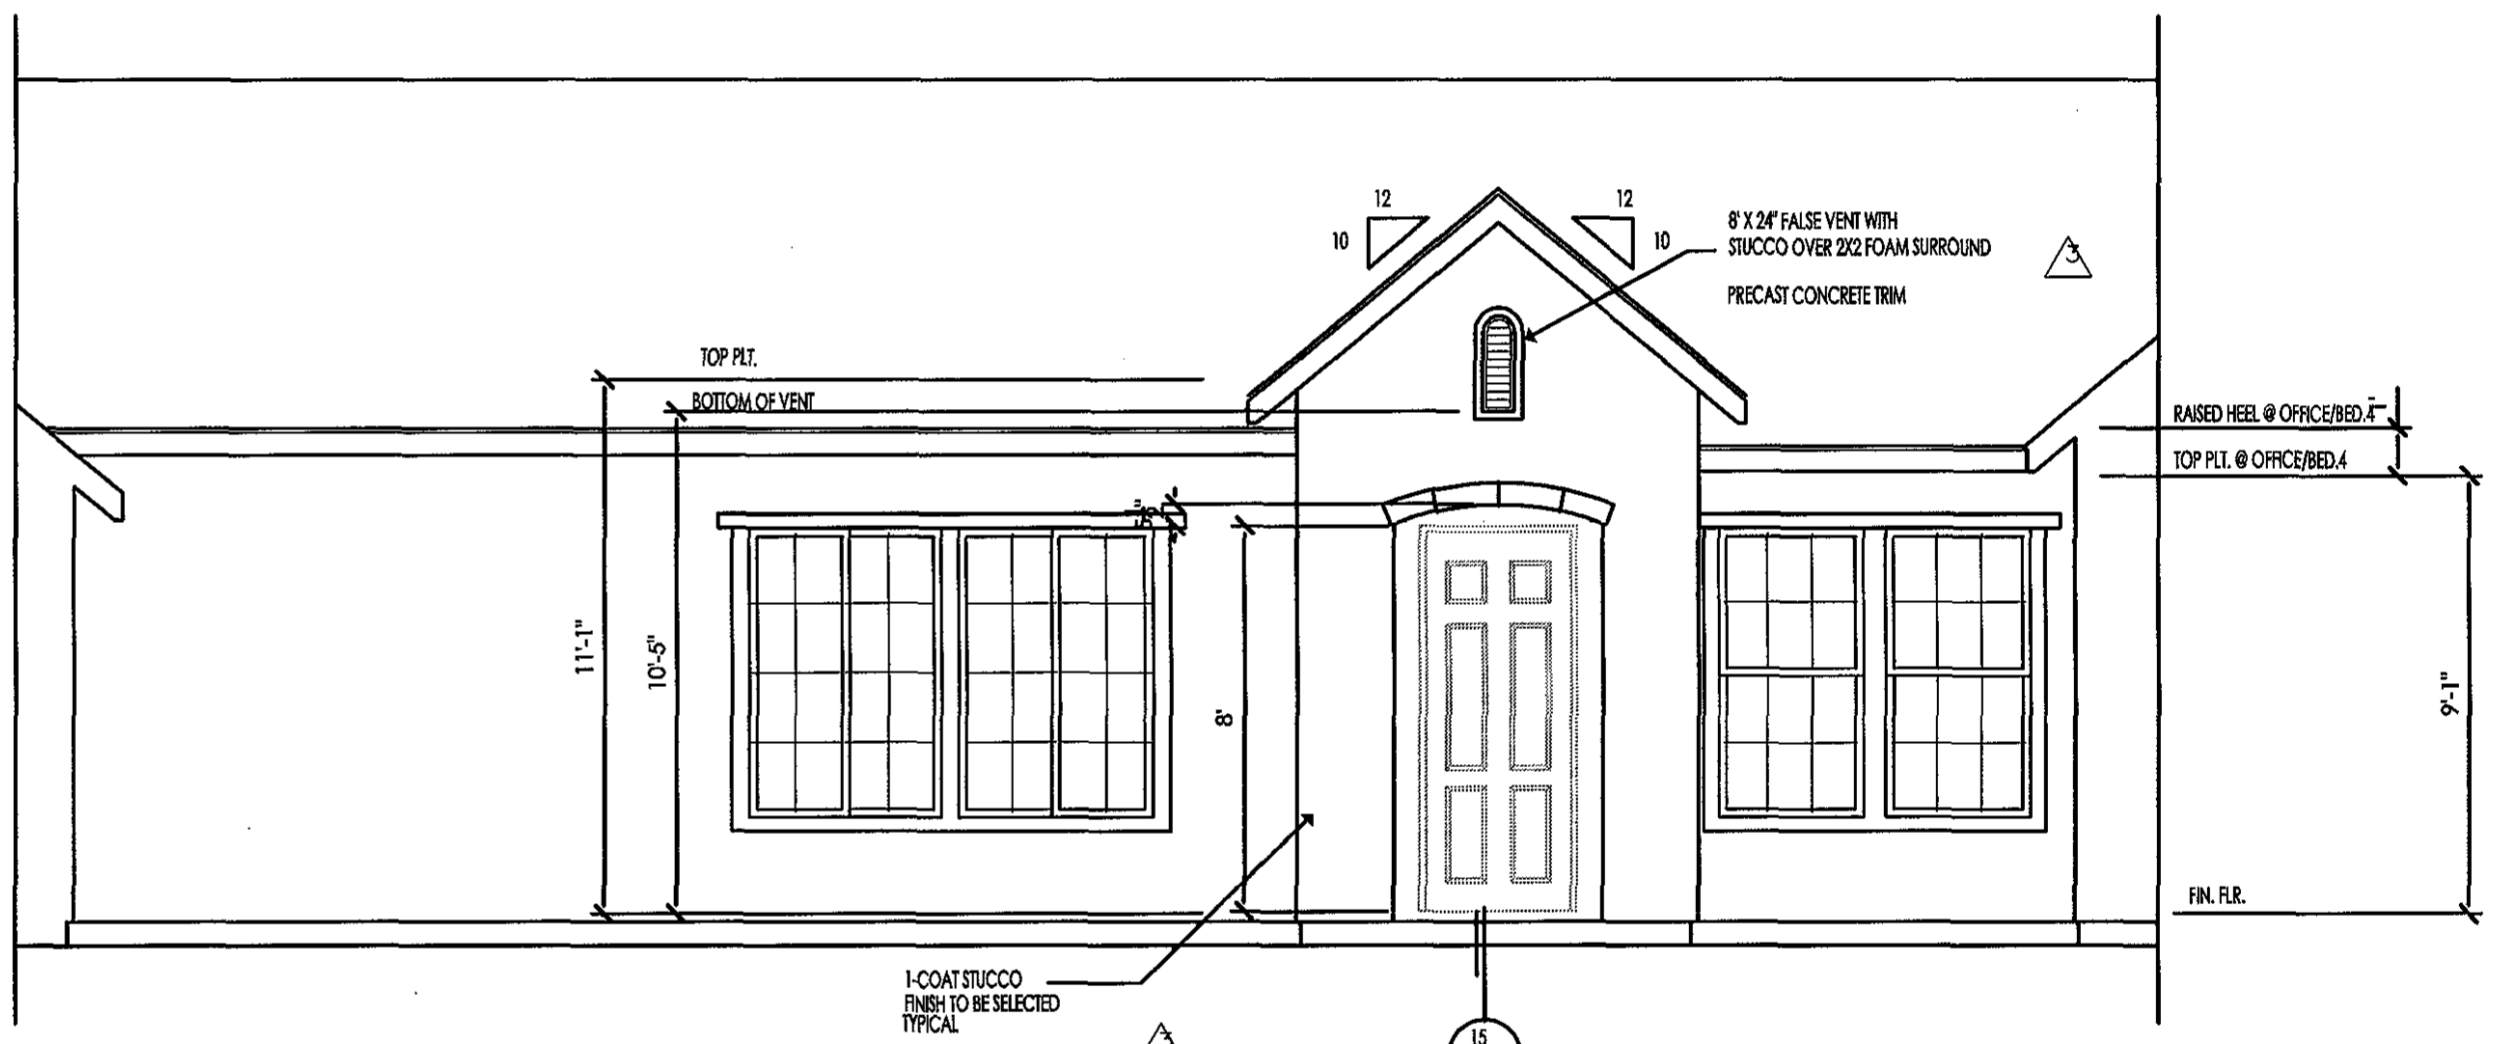 12
10
12
10
8' X 24" FALSE VENT WITH
STUCCO OVER 2X2 FOAM SURROUND
PRECAST CONCRETE TRIM
3
TOP PLT.
BOTTOM OF VENT
RAISED HEEL @ OFFICE/BED.4
TOP PLT. @ OFFICE/BED.4
11'-1"
10'-5"
8'
9'-1"
FIN. FLR.
1-COAT STUCCO
FINISH TO BE SELECTED
TYPICAL
3
15